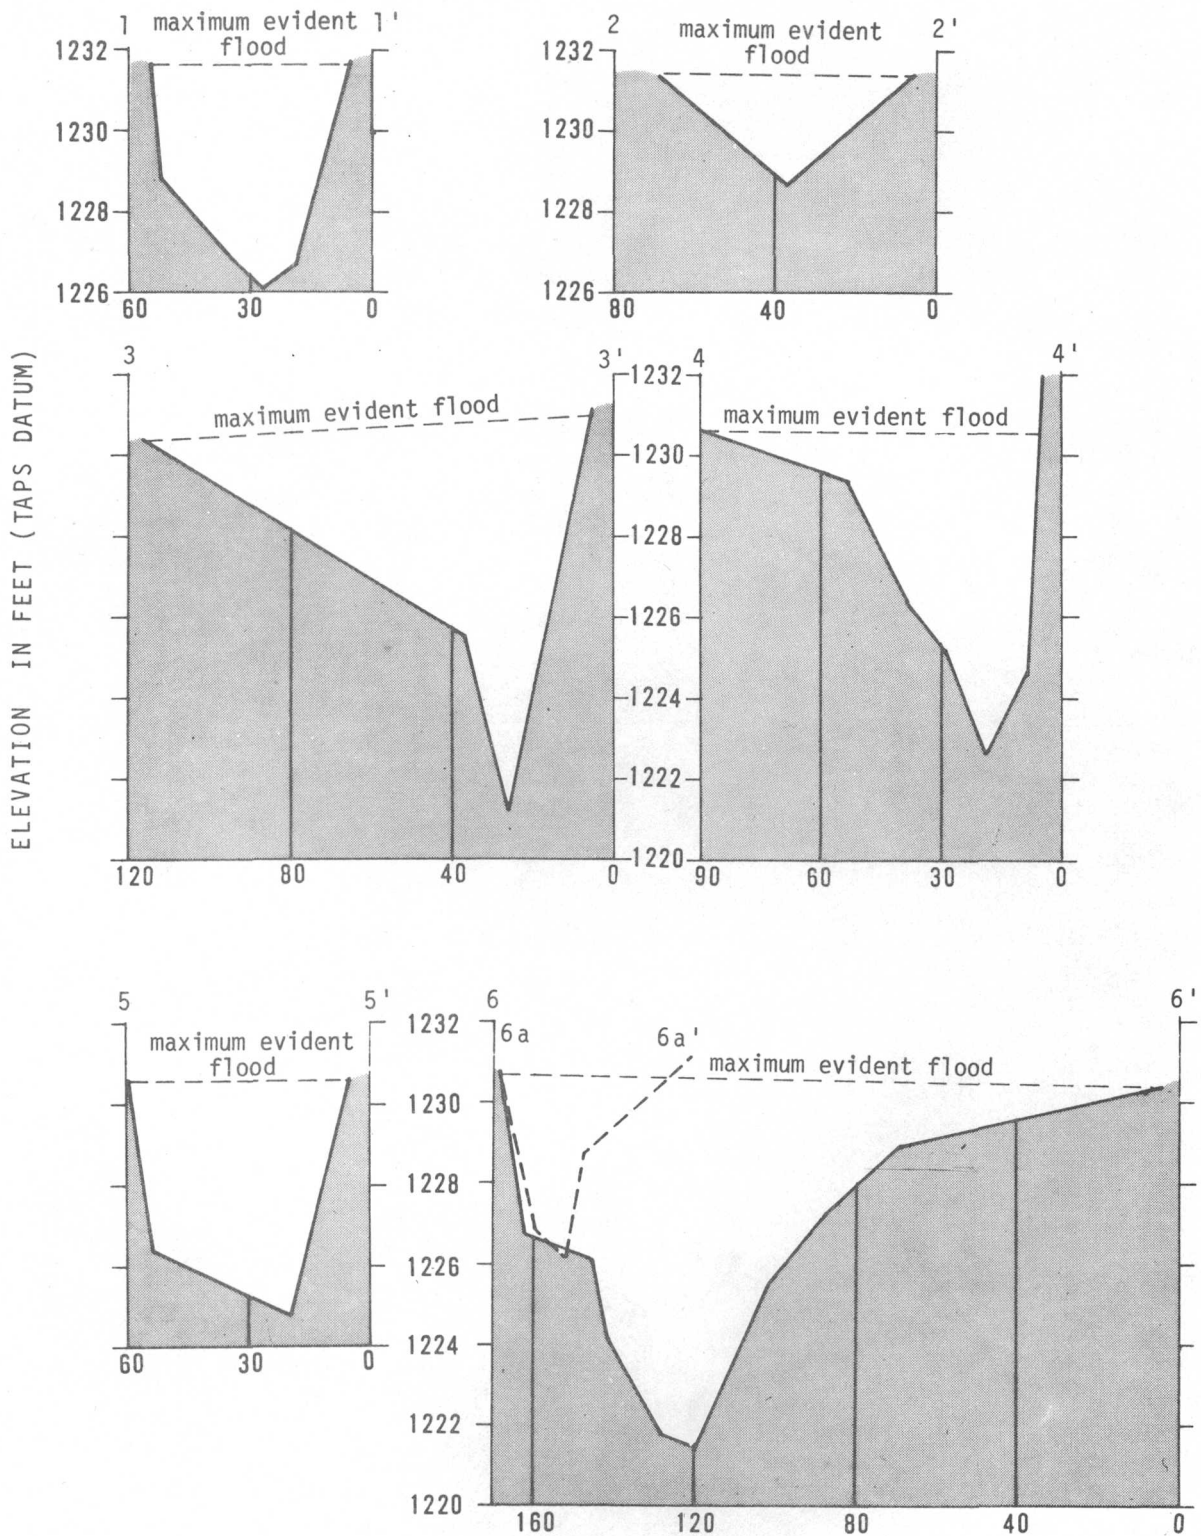 1 maximum evident 1'
flood
1232
1230
1228
1226
60 30 0
2 maximum evident 2'
flood
1232
1230
1228
1226
80 40 0
ELEVATION IN FEET (TAPS DATUM)
3 3'
maximum evident flood
120 80 40 0
4 4'
maximum evident flood
1232
1230
1228
1226
1224
1222
1220
90 60 30 0
5 5'
maximum evident
flood
60 30 0
6 6'
6a 6a'
maximum evident flood
1232
1230
1228
1226
1224
1222
1220
160 120 80 40 0